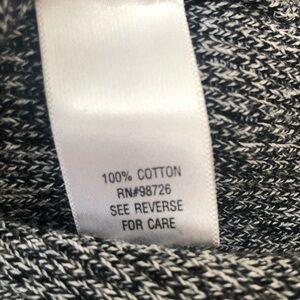 100% COTTON
RN#98726
SEE REVERSE
FOR CARE